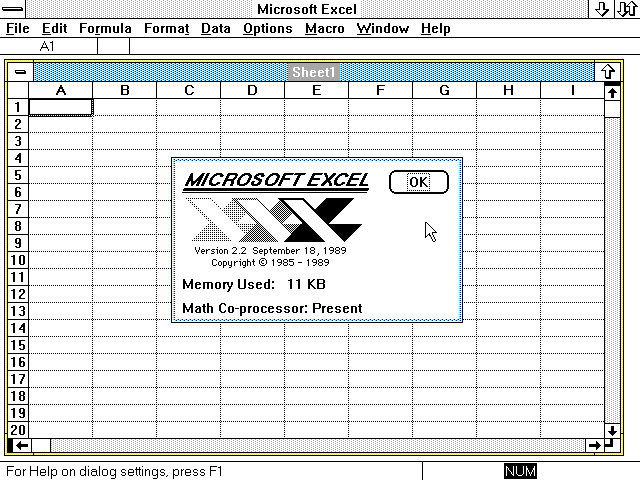 Microsoft Excel
File Edit Formula Format Data Options Macro Window Help
A1
Sheet1
A B C D E F G H I
1
2
3
4
5
6
7
8
9
10
11
12
13
14
15
16
17
18
19
20
MICROSOFT EXCEL
OK
Version 2.2 September 18, 1989
Copyright © 1985 - 1989
Memory Used: 11 KB
Math Co-processor: Present
For Help on dialog settings, press F1
NUM